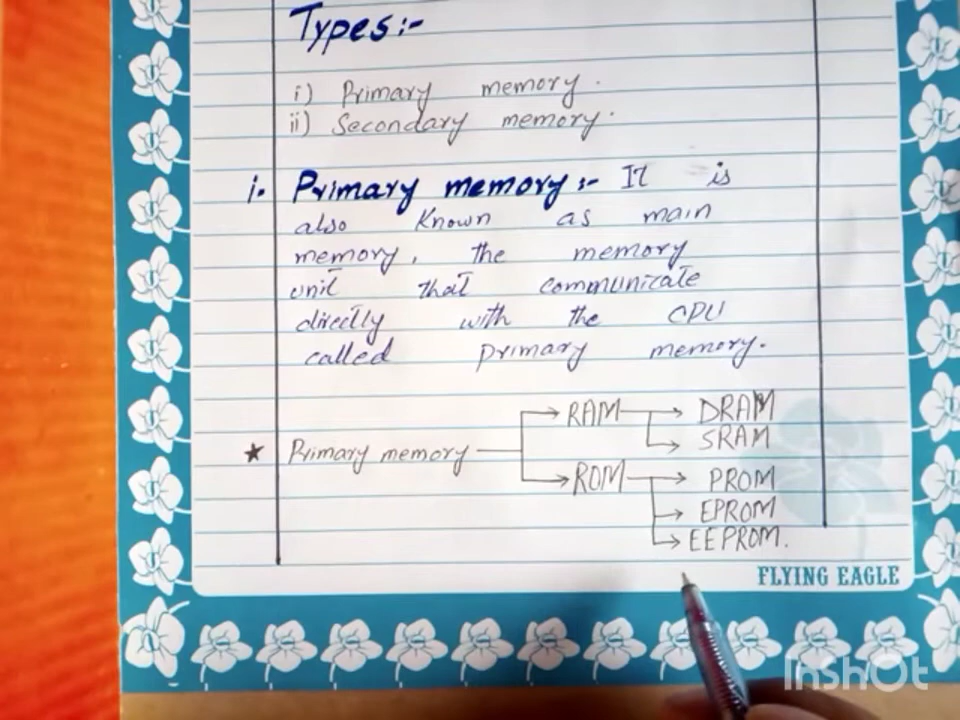 Types:-
i) Primary memory.
ii) Secondary memory.
i. Primary memory:- It is
also known as main
memory, the memory
unit that communicate
directly with the CPU
called primary memory.
★ Primary memory → RAM → DRAM
→ SRAM
→ ROM → PROM
→ EPROM
→ EEPROM.
FLYING EAGLE
InShOt